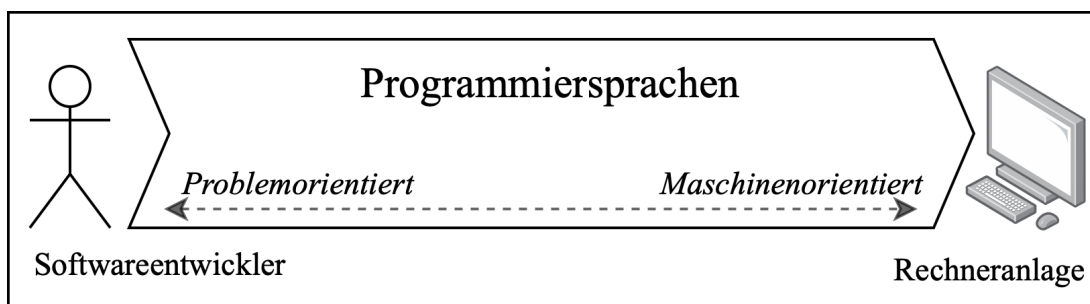 Programmiersprachen
Problemorientiert
Maschinenorientiert
Softwareentwickler
Rechneranlage